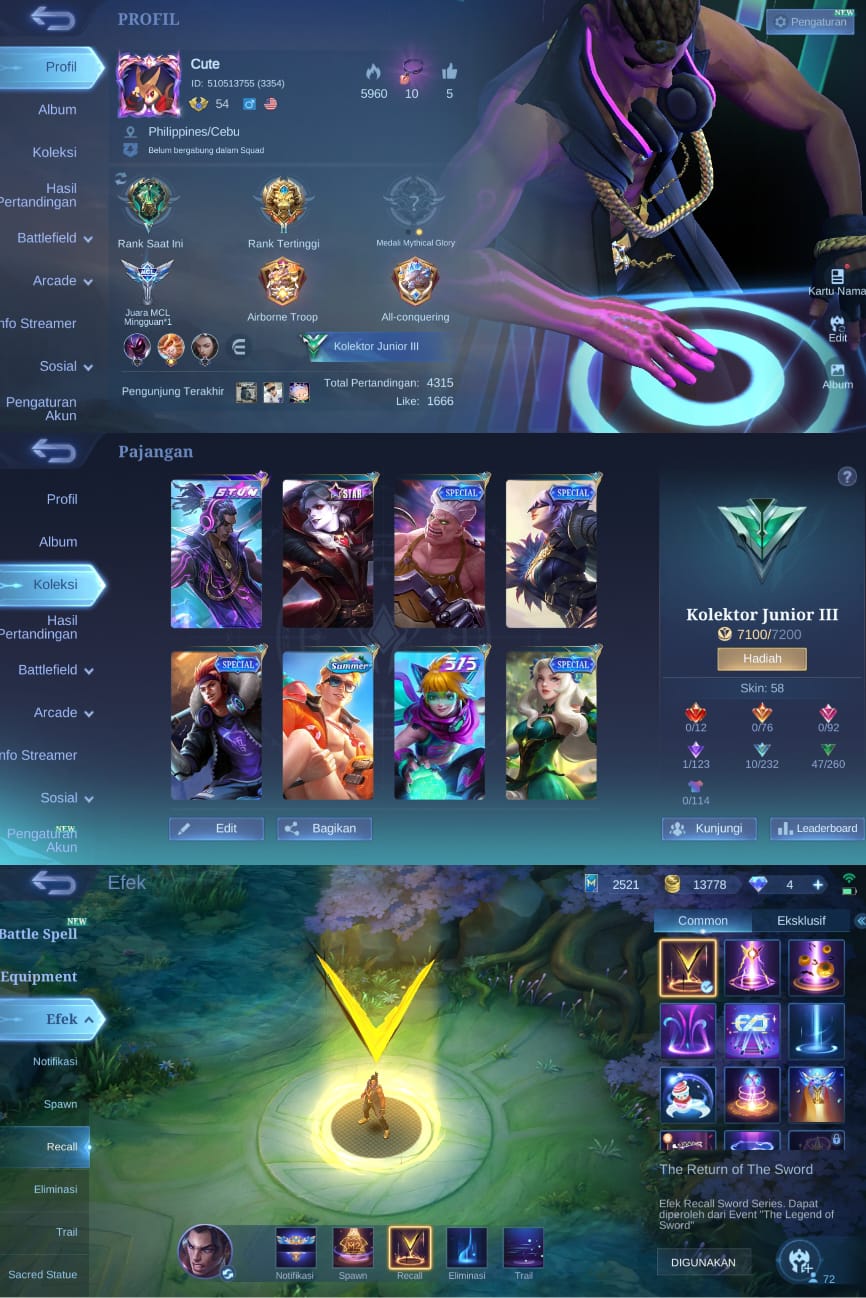 PROFIL
NEW
Pengaturan
Profil
Cute
ID: 510513755 (3354)
54
5960
10
5
Album
Philippines/Cebu
Belum bergabung dalam Squad
Koleksi
Hasil
Pertandingan
Battlefield
Rank Saat Ini
Rank Tertinggi
?
Medali Mythical Glory
Arcade
MCL
Juara MCL
Mingguan*1
Airborne Troop
All-conquering
Kartu Nama
nfo Streamer
Edit
Kolektor Junior III
Sosial
Album
Pengunjung Terakhir
Total Pertandingan: 4315
Like: 1666
Pengaturan
Akun
Pajangan
?
Profil
S.T.U.N
STAR
SPECIAL
SPECIAL
Album
Koleksi
Hasil
Pertandingan
Kolektor Junior III
7100/7200
Hadiah
Battlefield
SPECIAL
Summer
515
SPECIAL
Skin: 58
Arcade
0/12
0/76
0/92
nfo Streamer
1/123
10/232
47/260
Sosial
0/114
NEW
Pengaturan
Akun
Edit
Bagikan
Kunjungi
Leaderboard
Efek
2521
13778
4
NEW
Battle Spell
Common
Eksklusif
Equipment
Efek
Notifikasi
Spawn
Recall
The Return of The Sword
Eliminasi
Efek Recall Sword Series. Dapat
diperoleh dari Event "The Legend of
Sword"
Trail
M2
DIGUNAKAN
Sacred Statue
Notifikasi
Spawn
Recall
Eliminasi
Trail
72